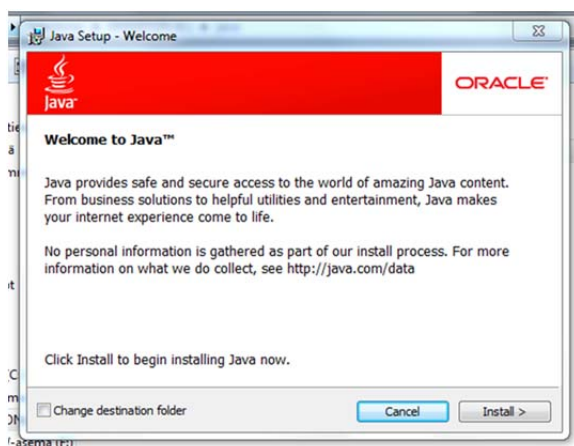 Java Setup - Welcome
Java
ORACLE
Welcome to Java™
Java provides safe and secure access to the world of amazing Java content.
From business solutions to helpful utilities and entertainment, Java makes
your internet experience come to life.
No personal information is gathered as part of our install process. For more
information on what we do collect, see http://java.com/data
Click Install to begin installing Java now.
Change destination folder
Cancel
Install >